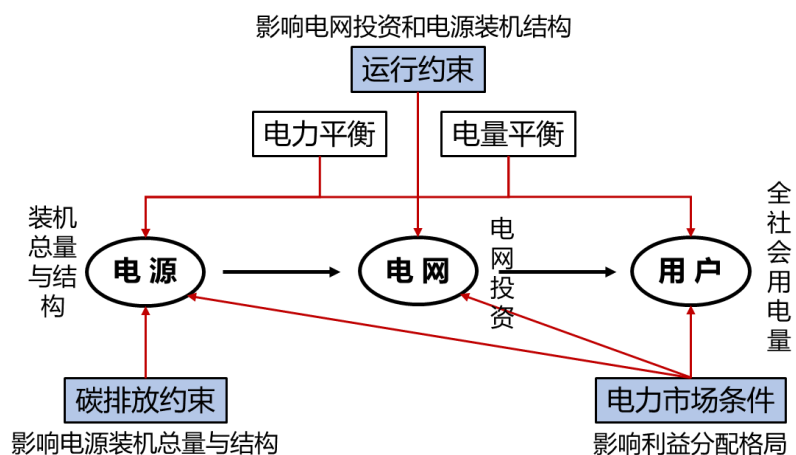 影响电网投资和电源装机结构
运行约束
电力平衡
电量平衡
装机
总量
与结
构
电源
电网
电
网
投
资
用户
全
社
会
用
电
量
碳排放约束
影响电源装机总量与结构
电力市场条件
影响利益分配格局